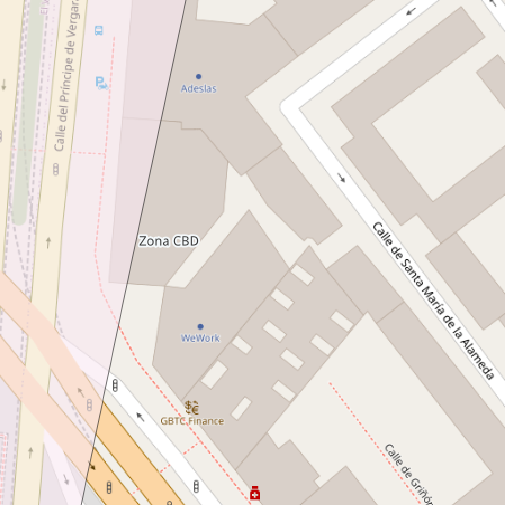 Calle del Príncipe de Vergara
Adeslas
Zona CBD
Calle de Santa María de la Alameda
WeWork
GBTC Finance
Calle de Griñón